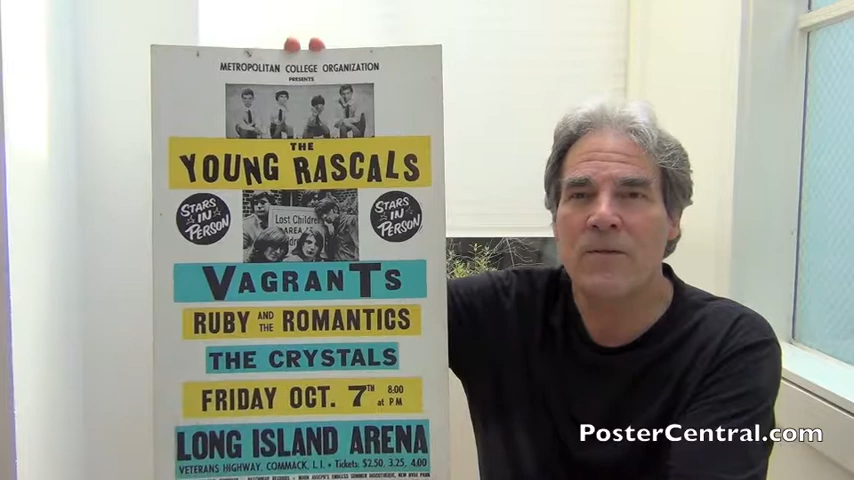 METROPOLITAN COLLEGE ORGANIZATION
PRESENTS
THE
YOUNG RASCALS
STARS
IN
PERSON
Lost Children
AREA
STARS
IN
PERSON
VAGRANTS
RUBY AND THE ROMANTICS
THE CRYSTALS
FRIDAY OCT. 7TH 8:00 at PM
LONG ISLAND ARENA
VETERANS HIGHWAY, COMMACK, L.I. • Tickets: $2.50, 3.25, 4.00
PosterCentral.com